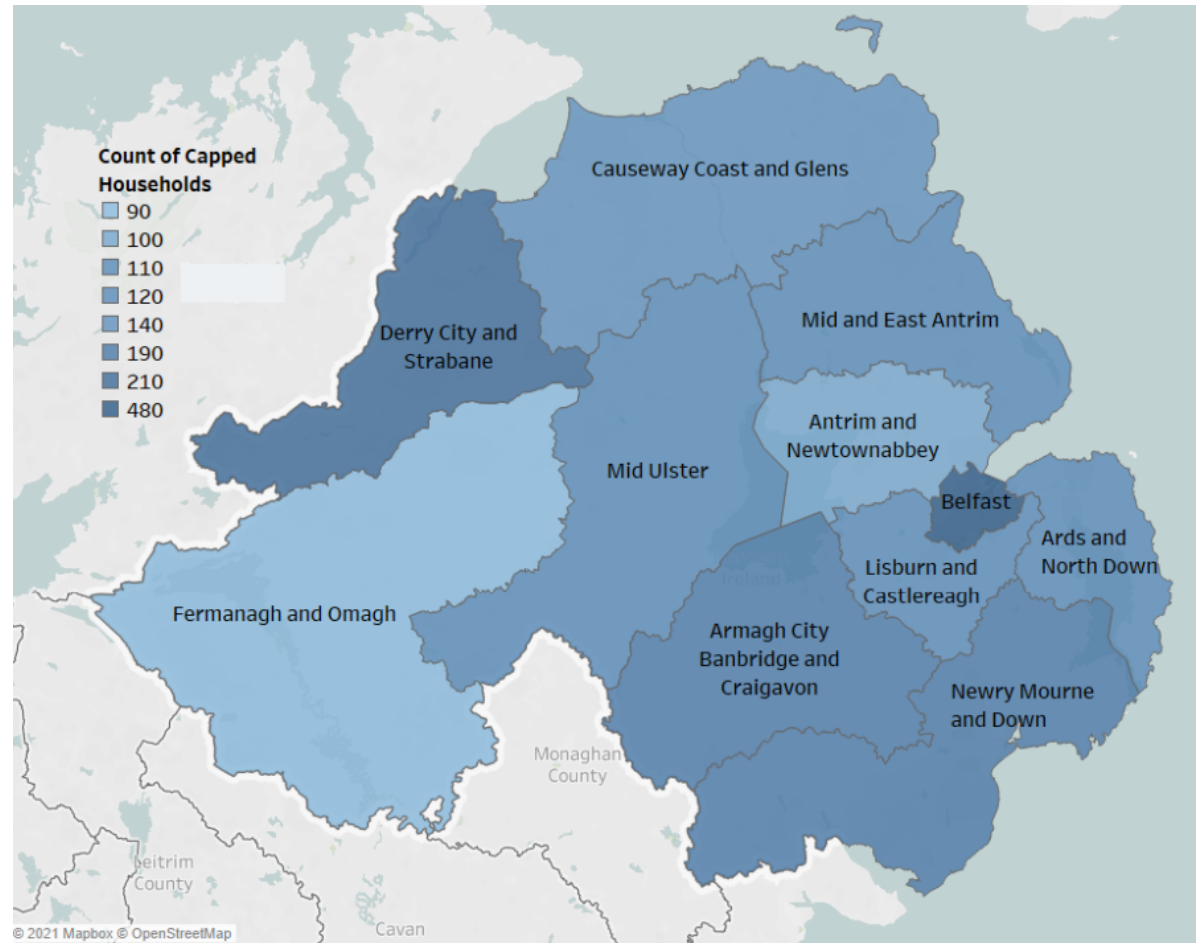 Count of Capped
Households
90
100
110
120
140
190
210
480
Causeway Coast and Glens
Derry City and
Strabane
Mid and East Antrim
Antrim and
Newtownabbey
Mid Ulster
Belfast
Ards and
North Down
Lisburn and
Castlereagh
Ireland
Fermanagh and Omagh
Armagh City
Banbridge and
Craigavon
Newry Mourne
and Down
Monaghan
County
Leitrim
County
Cavan
© 2021 Mapbox © OpenStreetMap